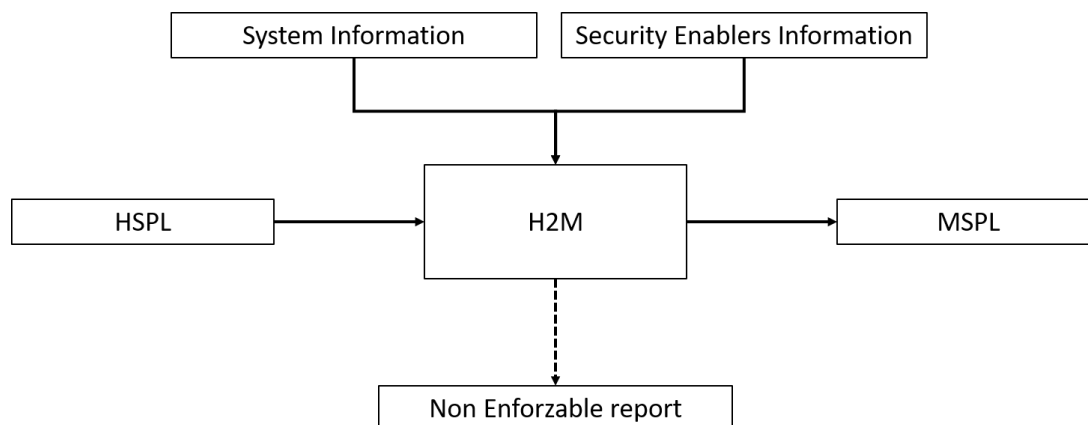 System Information
Security Enablers Information
HSPL
H2M
MSPL
Non Enforzable report